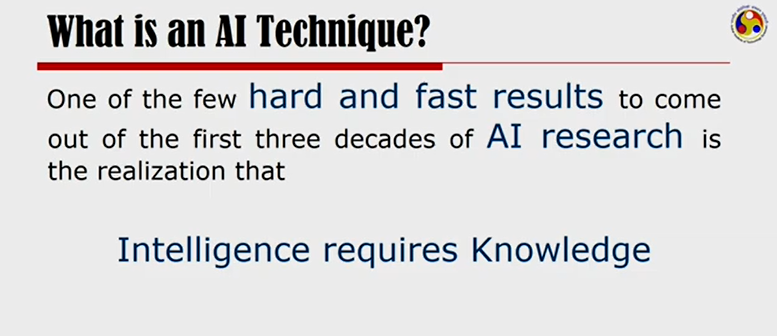 What is an AI Technique?
One of the few hard and fast results to come
out of the first three decades of AI research is
the realization that
Intelligence requires Knowledge